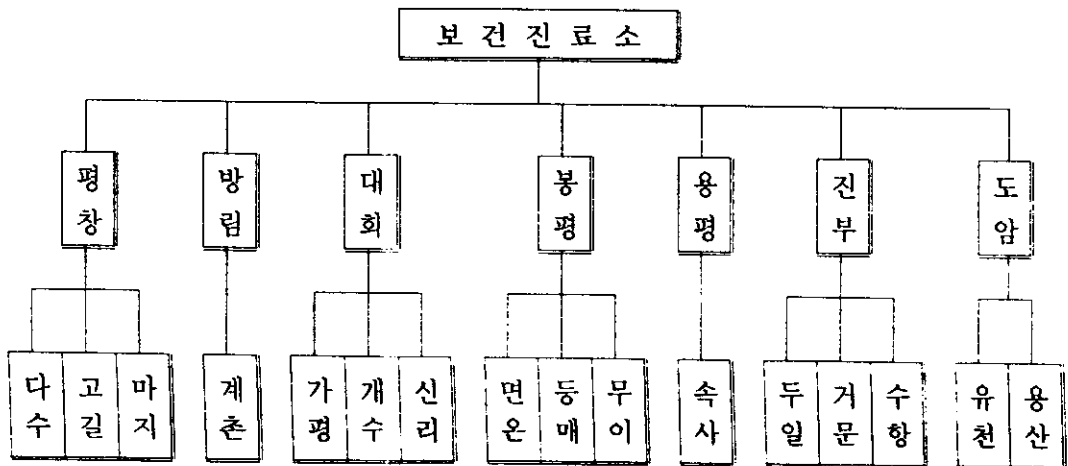 보건진료소
평창
방림
대회
봉평
용평
진부
도암
다수
고길
마지
계촌
가평
개수
신리
면온
등매
무이
속사
두일
거문
수항
유천
용산